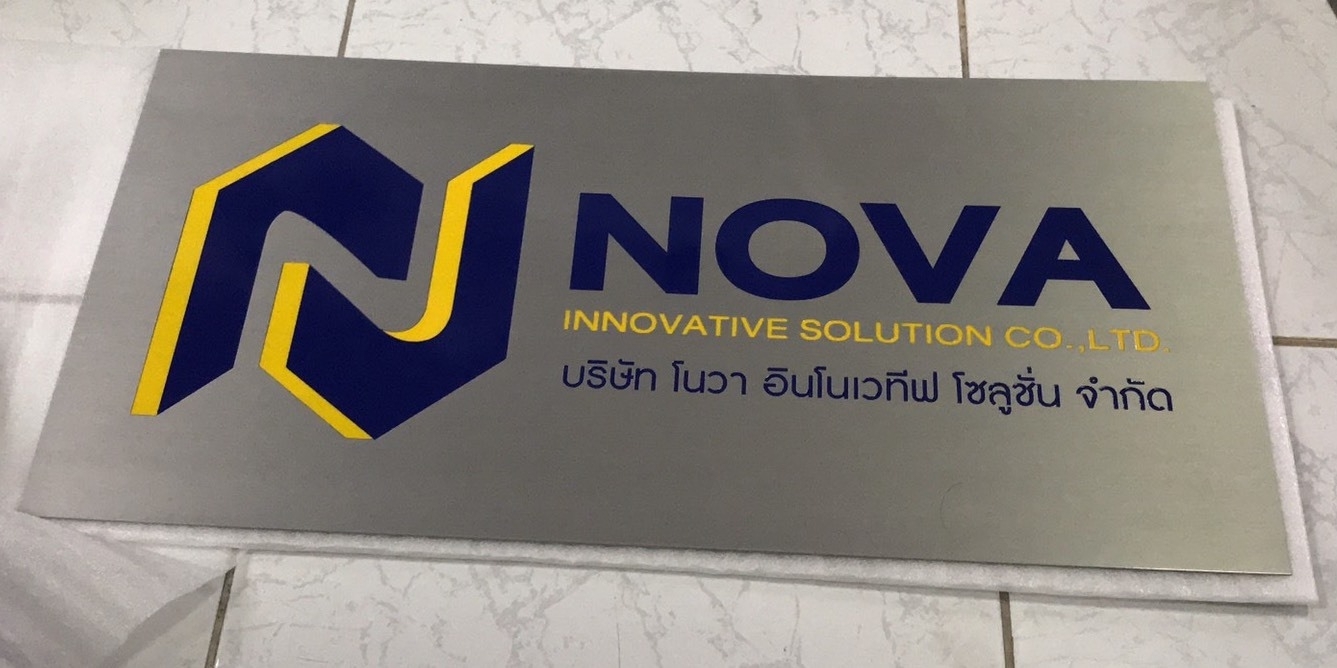 NOVA
INNOVATIVE SOLUTION CO.,LTD.
บริษัท โนวา อินโนเวทีฟ โซลูชั่น จำกัด